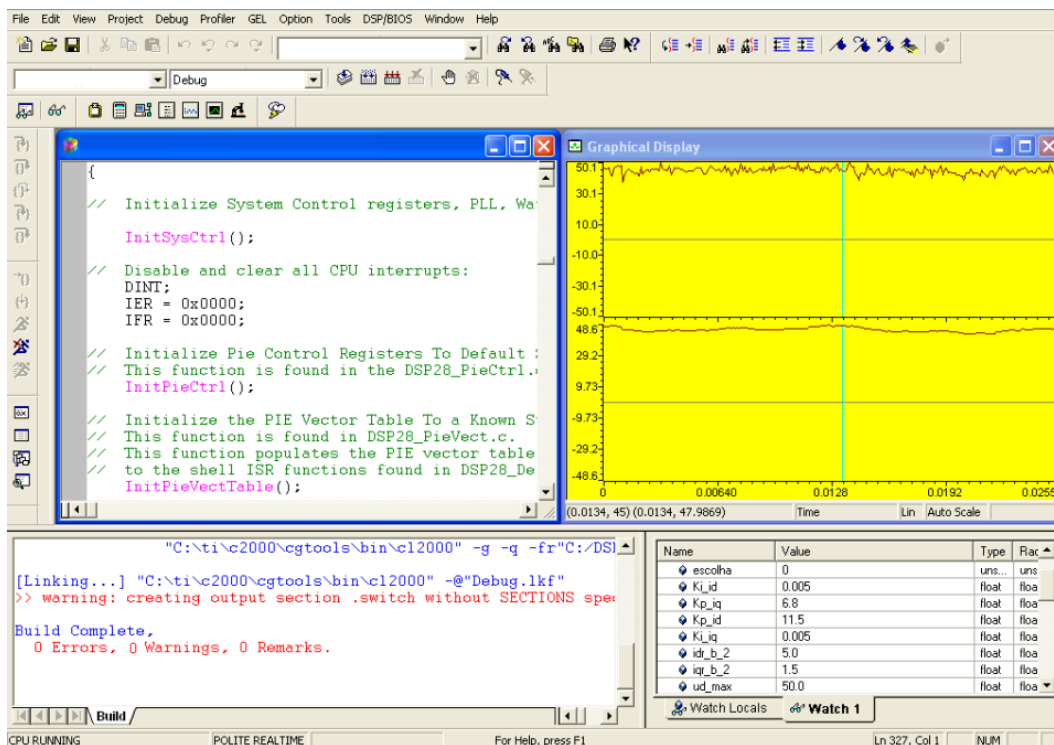 File Edit View Project Debug Profiler GEL Option Tools DSP/BIOS Window Help
Debug
{
// Initialize System Control registers, PLL, Wa
InitSysCtrl();
// Disable and clear all CPU interrupts:
DINT;
IER = 0x0000;
IFR = 0x0000;
// Initialize Pie Control Registers To Default
// This function is found in the DSP28_PieCtrl.
InitPieCtrl();
// Initialize the PIE Vector Table To a Known S
// This function is found in DSP28_PieVect.c.
// This function populates the PIE vector table
// to the shell ISR functions found in DSP28_De
InitPieVectTable();
Graphical Display
50.1
30.1
10.0
-10.0
-30.1
-50.1
48.6
29.2
9.73
-9.73
-29.2
-48.6
0 0.00640 0.0128 0.0192 0.0255
(0.0134, 45) (0.0134, 47.9869) Time Lin Auto Scale
"C:\ti\c2000\cgtools\bin\cl2000" -g -q -fr"C:/DS
[Linking...] "C:\ti\c2000\cgtools\bin\cl2000" -@"Debug.lkf"
>> warning: creating output section .switch without SECTIONS spe
Build Complete,
0 Errors, 0 Warnings, 0 Remarks.
Build
Name Value Type Rac
escolha 0 uns... uns
Ki_id 0.005 float floa
Kp_iq 6.8 float floa
Kp_id 11.5 float floa
Ki_iq 0.005 float floa
idr_b_2 5.0 float floa
iqr_b_2 1.5 float floa
ud_max 50.0 float floa
Watch Locals Watch 1
CPU RUNNING POLITE REALTIME For Help, press F1 Ln 327, Col 1 NUM